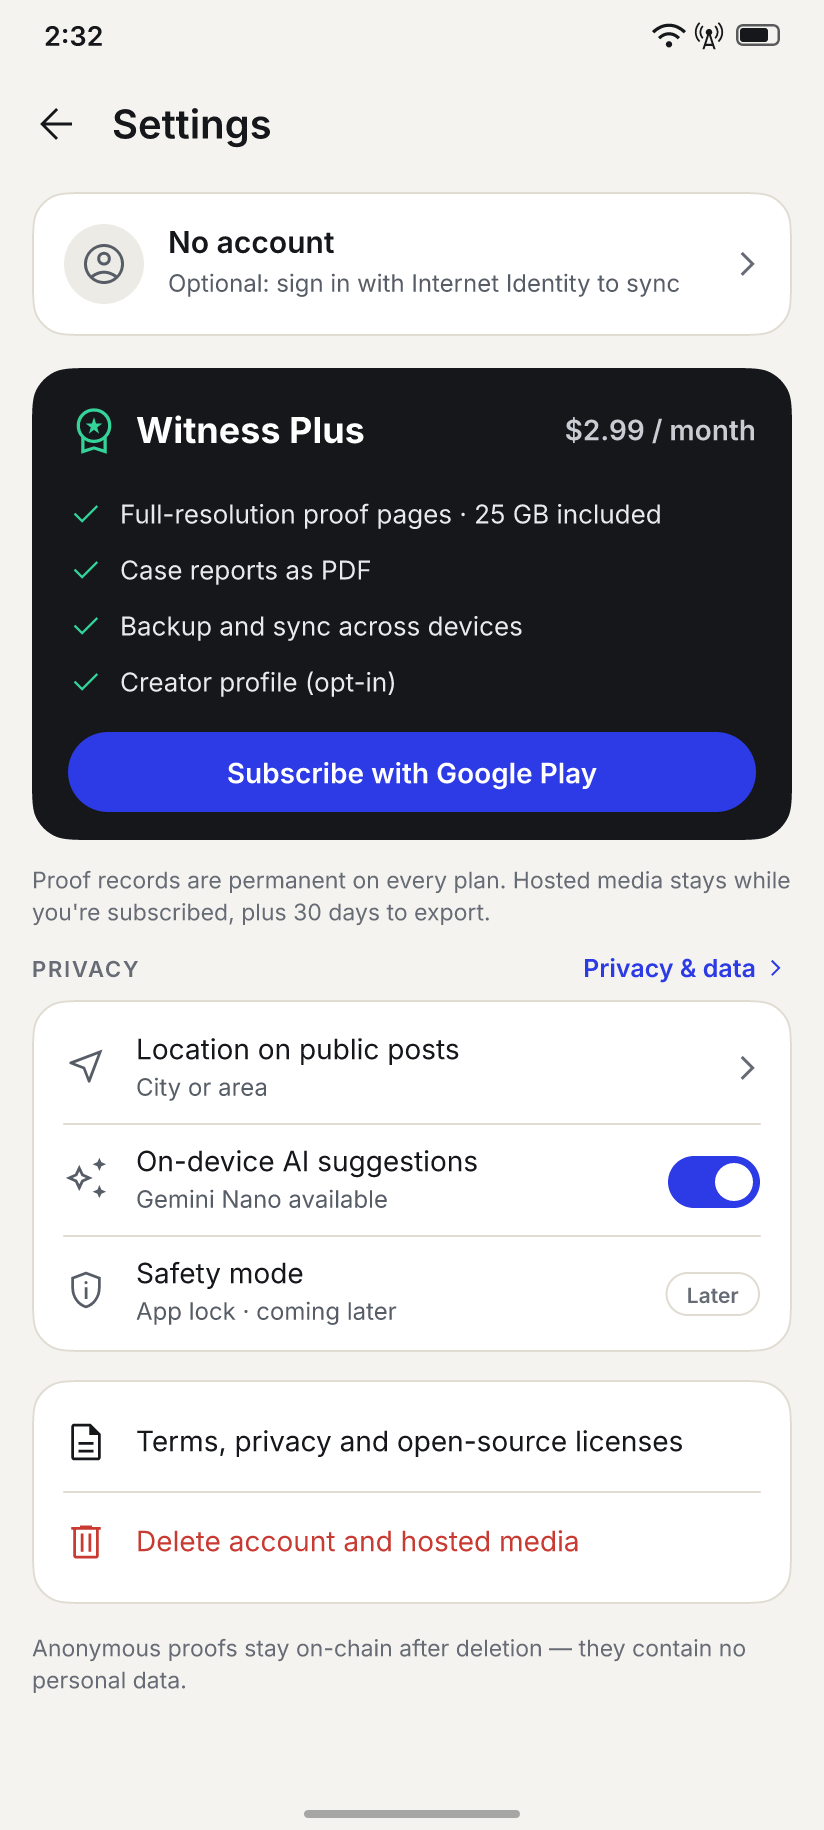 2:32
Settings
No account
Optional: sign in with Internet Identity to sync
Witness Plus
$2.99 / month
Full-resolution proof pages · 25 GB included
Case reports as PDF
Backup and sync across devices
Creator profile (opt-in)
Subscribe with Google Play
Proof records are permanent on every plan. Hosted media stays while
you're subscribed, plus 30 days to export.
PRIVACY
Privacy & data
Location on public posts
City or area
On-device AI suggestions
Gemini Nano available
Safety mode
App lock · coming later
Later
Terms, privacy and open-source licenses
Delete account and hosted media
Anonymous proofs stay on-chain after deletion — they contain no
personal data.